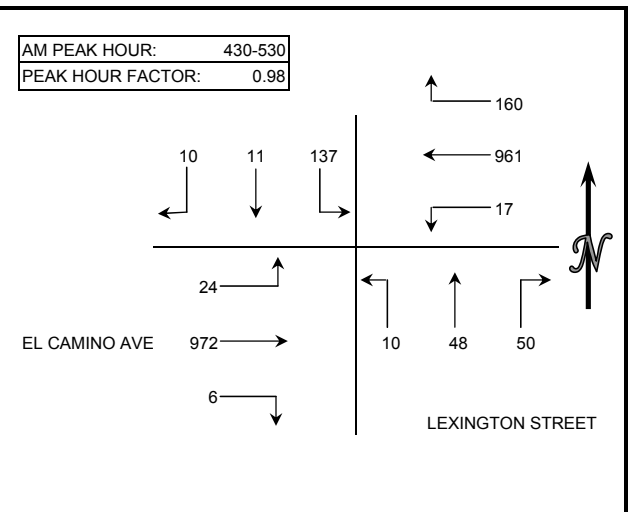 AM PEAK HOUR: 430-530
PEAK HOUR FACTOR: 0.98
160
10 11 137 961
17
N
24
EL CAMINO AVE 972 10 48 50
6
LEXINGTON STREET